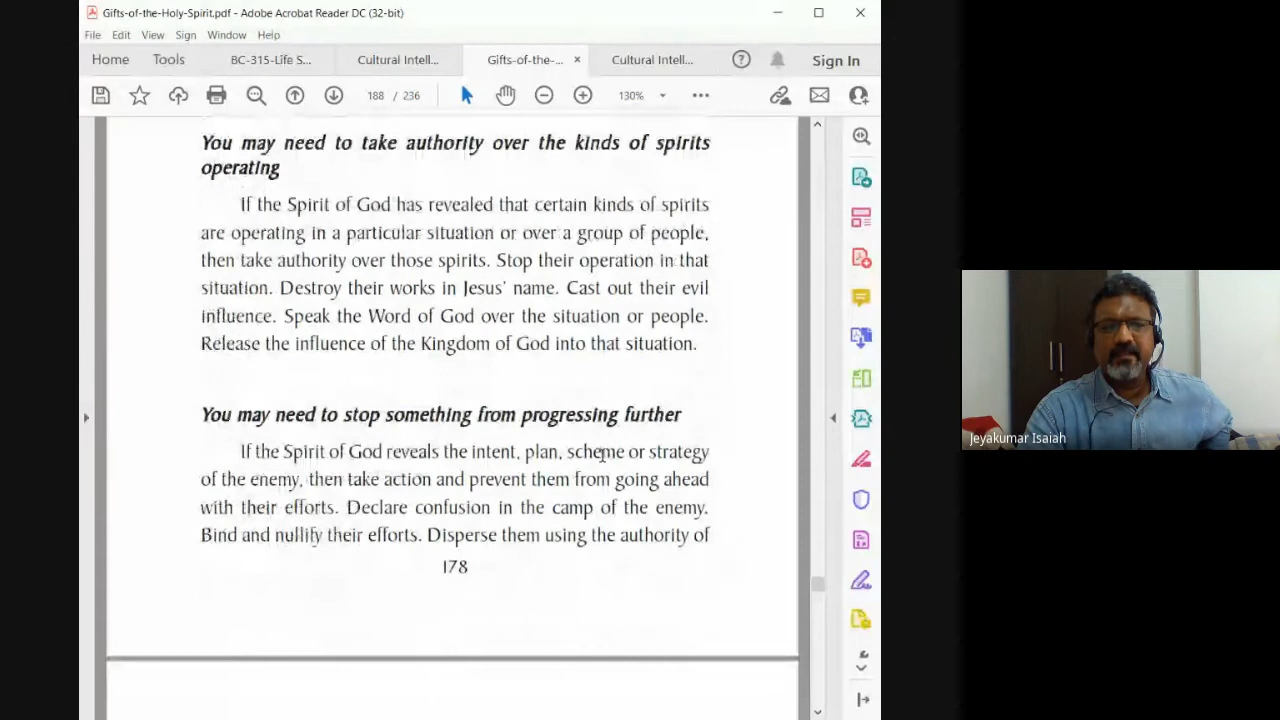 Gifts-of-the-Holy-Spirit.pdf - Adobe Acrobat Reader DC (32-bit)
File Edit View Sign Window Help
Home Tools BC-315-Life S... Cultural Intell... Gifts-of-the-... Cultural Intell... Sign In
188 / 236 130%
You may need to take authority over the kinds of spirits
operating
If the Spirit of God has revealed that certain kinds of spirits
are operating in a particular situation or over a group of people,
then take authority over those spirits. Stop their operation in that
situation. Destroy their works in Jesus' name. Cast out their evil
influence. Speak the Word of God over the situation or people.
Release the influence of the Kingdom of God into that situation.
You may need to stop something from progressing further
If the Spirit of God reveals the intent, plan, scheme or strategy
of the enemy, then take action and prevent them from going ahead
with their efforts. Declare confusion in the camp of the enemy.
Bind and nullify their efforts. Disperse them using the authority of
178
Jeyakumar Isaiah